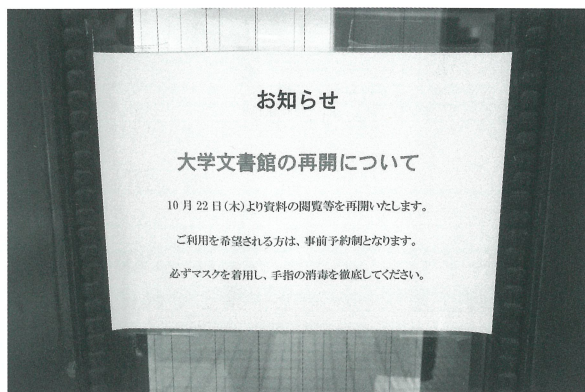 お知らせ
大学文書館の再開について
10月22日(木)より資料の閲覧等を再開いたします。
ご利用を希望される方は、事前予約制となります。
必ずマスクを着用し、手指の消毒を徹底してください。